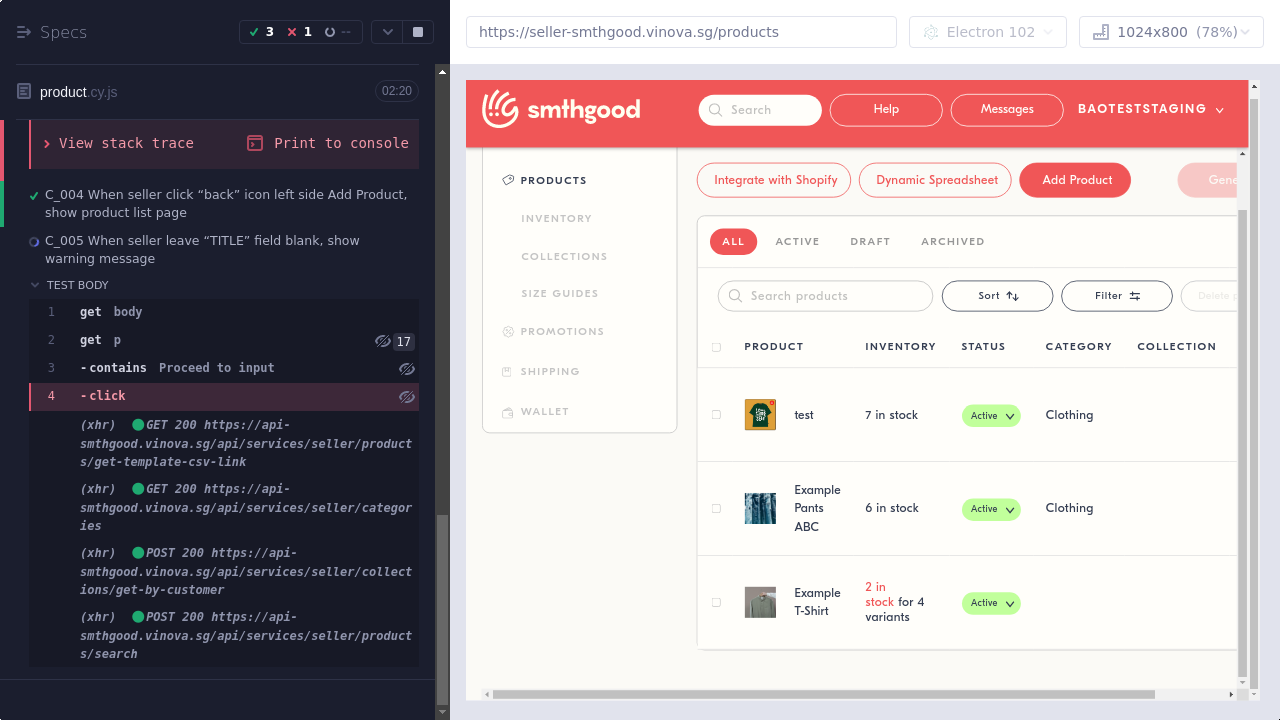 Specs
3
1
--
product.cy.js
02:20
View stack trace
Print to console
C_004 When seller click “back” icon left side Add Product,
show product list page
C_005 When seller leave “TITLE” field blank, show
warning message
TEST BODY
1 get body
2 get p 17
3 -contains Proceed to input
4 -click
(xhr) GET 200 https://api-
smthgood.vinova.sg/api/services/seller/product
s/get-template-csv-link
(xhr) GET 200 https://api-
smthgood.vinova.sg/api/services/seller/categor
ies
(xhr) POST 200 https://api-
smthgood.vinova.sg/api/services/seller/collect
ions/get-by-customer
(xhr) POST 200 https://api-
smthgood.vinova.sg/api/services/seller/product
s/search
https://seller-smthgood.vinova.sg/products
Electron 102
1024x800 (78%)
smthgood
Search
Help
Messages
BAOTESTSTAGING
PRODUCTS
INVENTORY
COLLECTIONS
SIZE GUIDES
PROMOTIONS
SHIPPING
WALLET
Integrate with Shopify
Dynamic Spreadsheet
Add Product
Gene
ALL
ACTIVE
DRAFT
ARCHIVED
Search products
Sort
Filter
Delete p
PRODUCT INVENTORY STATUS CATEGORY COLLECTION
test 7 in stock Active Clothing
Example
Pants
ABC
6 in stock Active Clothing
Example
T-Shirt
2 in
stock for 4
variants
Active